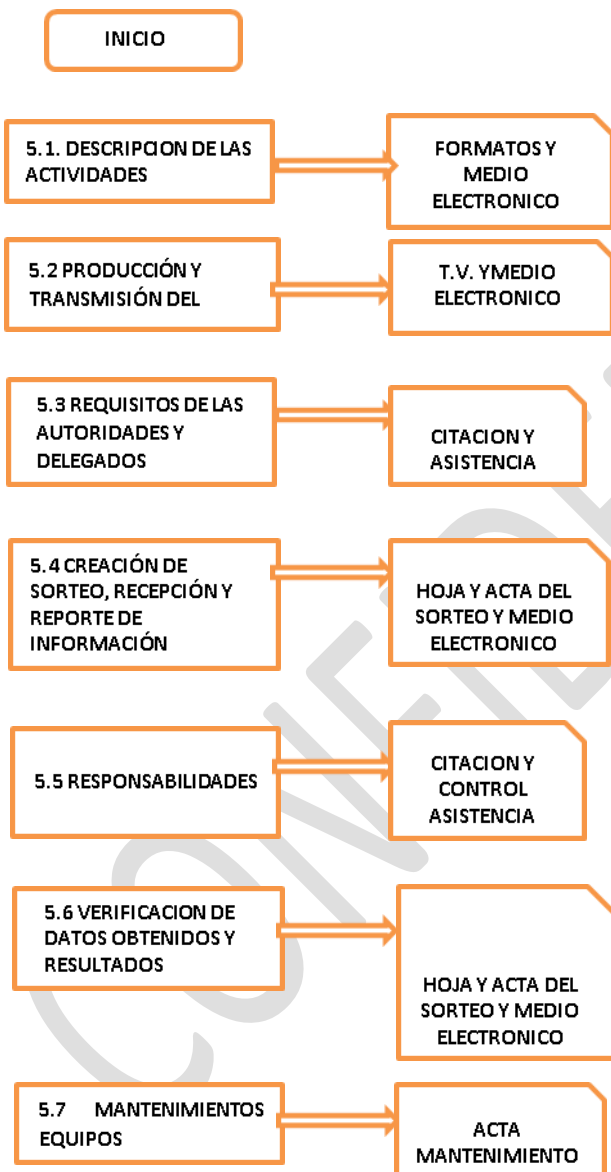 INICIO
5.1. DESCRIPCION DE LAS
ACTIVIDADES
FORMATOS Y
MEDIO
ELECTRONICO
5.2 PRODUCCIÓN Y
TRANSMISIÓN DEL
T.V. YMEDIO
ELECTRONICO
5.3 REQUISITOS DE LAS
AUTORIDADES Y
DELEGADOS
CITACION Y
ASISTENCIA
5.4 CREACIÓN DE
SORTEO, RECEPCIÓN Y
REPORTE DE
INFORMACIÓN
HOJA Y ACTA DEL
SORTEO Y MEDIO
ELECTRONICO
5.5 RESPONSABILIDADES
CITACION Y
CONTROL
ASISTENCIA
5.6 VERIFICACION DE
DATOS OBTENIDOS Y
RESULTADOS
HOJA Y ACTA DEL
SORTEO Y MEDIO
ELECTRONICO
5.7 MANTENIMIENTOS
EQUIPOS
ACTA
MANTENIMIENTO